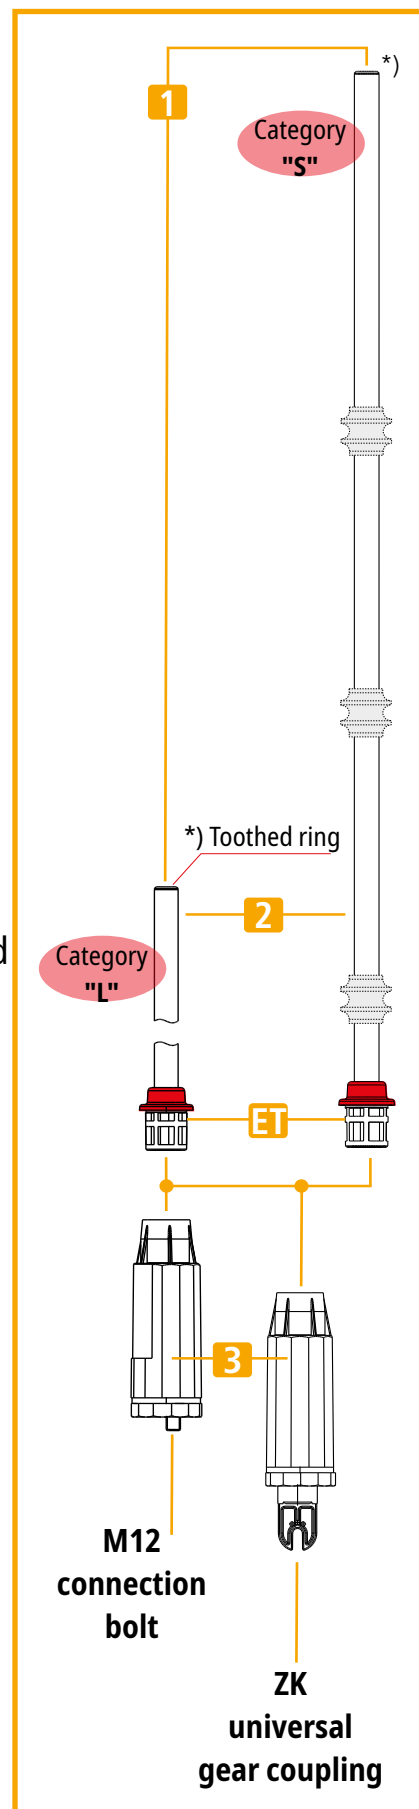 *)
1
Category
"S"
*) Toothed ring
2
d
Category
"L"
ET
3
M12
connection
bolt
ZK
universal
gear coupling